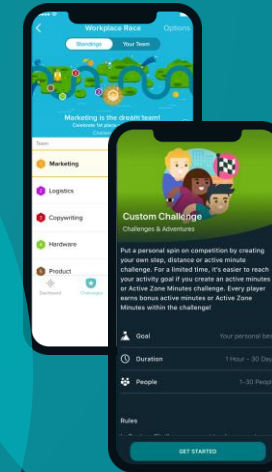 Workplace Race
Options
Standings
Your Team
Marketing is the dream team!
Team
Marketing
Logistics
Copywriting
Hardware
Product
Dashboard
Challenges
Custom Challenge
Challenges & Adventures
Put a personal spin on competition by creating
your own step, distance or active minute
challenge. For a limited time, it's easier to reach
your activity goal if you create an active minutes
or Active Zone Minutes challenge. Every player
earns bonus active minutes or Active Zone
Minutes within the challenge!
Goal
Your personal best
Duration
1 Hour - 30 Day
People
1-30 People
Rules
GET STARTED